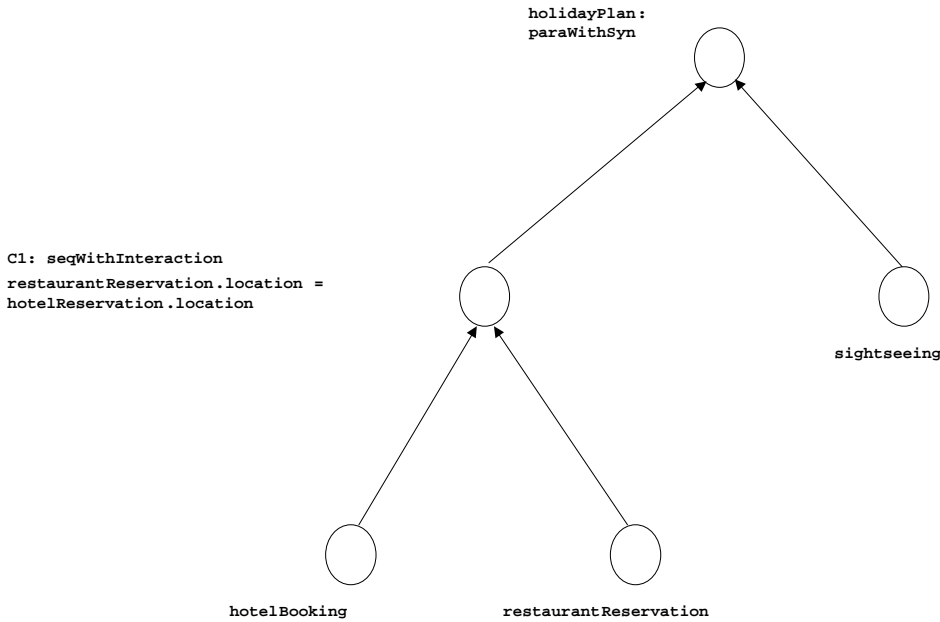 holidayPlan:
paraWithSyn
C1: seqWithInteraction
restaurantReservation.location =
hotelReservation.location
sightseeing
hotelBooking
restaurantReservation